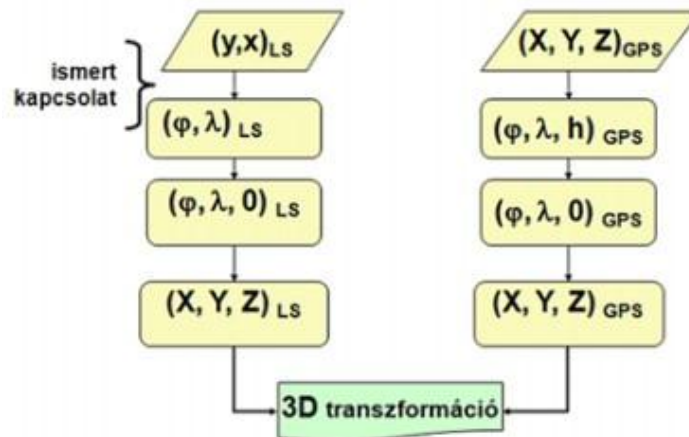 ismert
kapcsolat
(y,x)LS
(φ, λ) LS
(φ, λ, 0) LS
(X, Y, Z) LS
(X, Y, Z)GPS
(φ, λ, h) GPS
(φ, λ, 0) GPS
(X, Y, Z) GPS
3D transzformáció